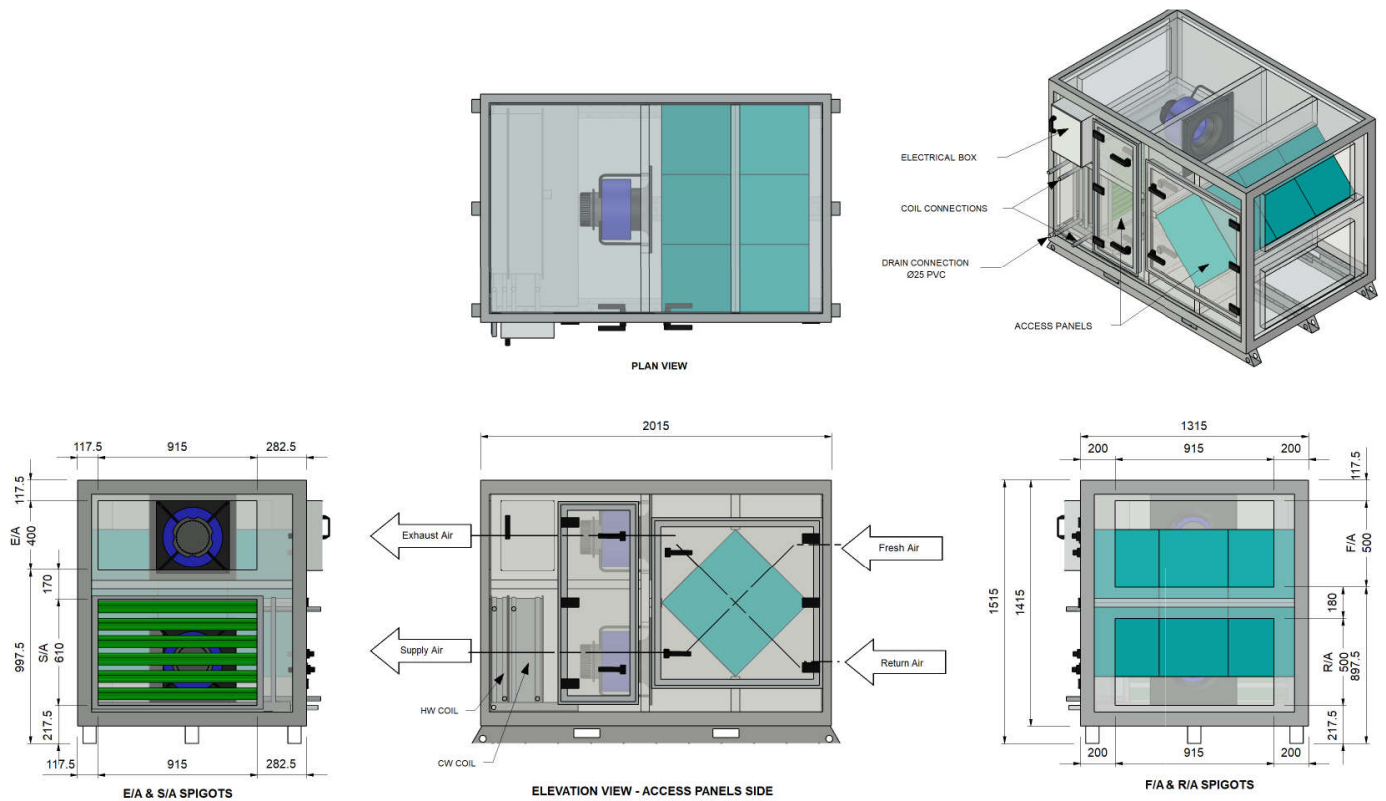 ELECTRICAL BOX
COIL CONNECTIONS
DRAIN CONNECTION
Ø25 PVC
ACCESS PANELS
PLAN VIEW
117.5
915
282.5
117.5
E/A
400
170
S/A
610
997.5
217.5
117.5
915
282.5
E/A & S/A SPIGOTS
2015
Exhaust Air
Fresh Air
Supply Air
Return Air
HW COIL
CW COIL
ELEVATION VIEW - ACCESS PANELS SIDE
1315
200
915
200
117.5
F/A
500
180
R/A
500
897.5
217.5
1515
1415
200
915
200
F/A & R/A SPIGOTS